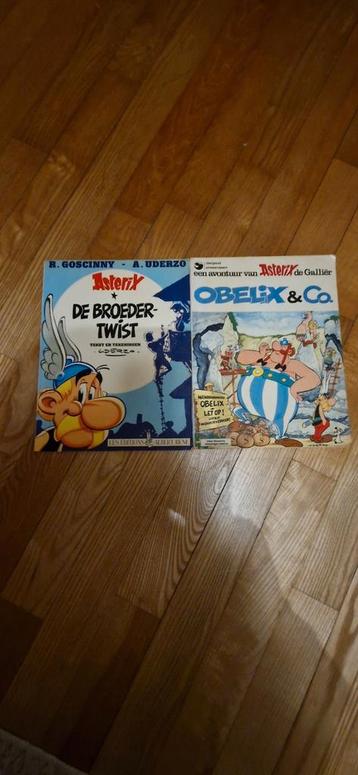 R. GOSCINNY - A. UDERZO
Asterix
DE BROEDER-
TWIST
TEKST EN TEKENINGEN
UDERZO
LES EDITIONS ALBERT RENE
een avontuur van Asterix de Galliër
OBELIX & Co.
OBELIX
LET OP!